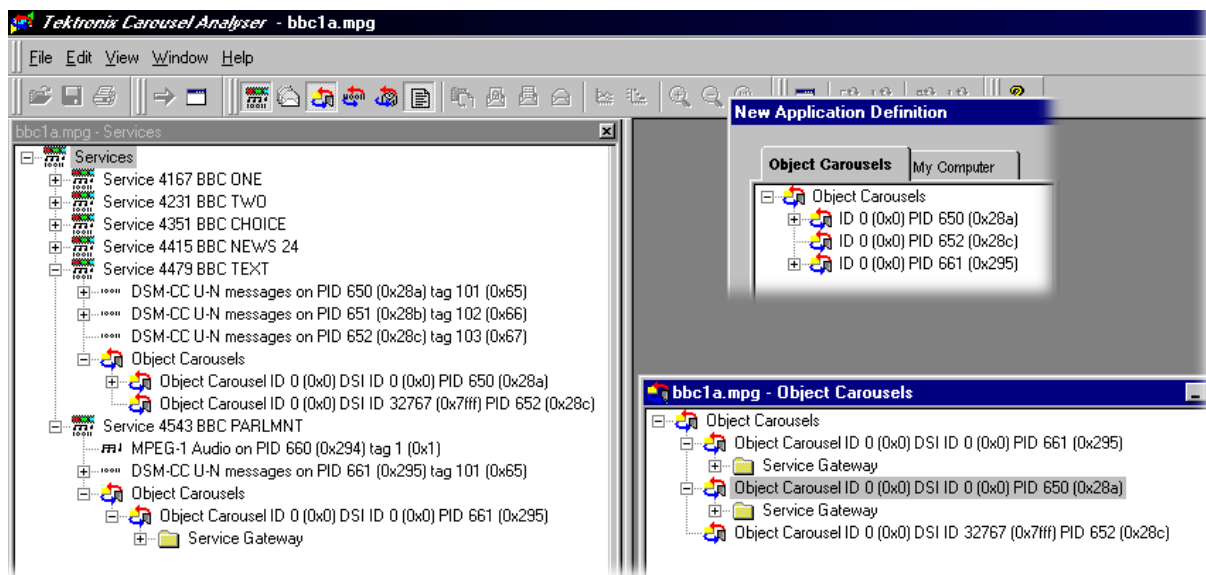 Tektronix Carousel Analyser - bbc1a.mpg
File Edit View Window Help
bbc1a.mpg - Services
Services
Service 4167 BBC ONE
Service 4231 BBC TWO
Service 4351 BBC CHOICE
Service 4415 BBC NEWS 24
Service 4479 BBC TEXT
DSM-CC U-N messages on PID 650 (0x28a) tag 101 (0x65)
DSM-CC U-N messages on PID 651 (0x28b) tag 102 (0x66)
DSM-CC U-N messages on PID 652 (0x28c) tag 103 (0x67)
Object Carousels
Object Carousel ID 0 (0x0) DSI ID 0 (0x0) PID 650 (0x28a)
Object Carousel ID 0 (0x0) DSI ID 32767 (0x7fff) PID 652 (0x28c)
Service 4543 BBC PARLMNT
MPEG-1 Audio on PID 660 (0x294) tag 1 (0x1)
DSM-CC U-N messages on PID 661 (0x295) tag 101 (0x65)
Object Carousels
Object Carousel ID 0 (0x0) DSI ID 0 (0x0) PID 661 (0x295)
Service Gateway
New Application Definition
Object Carousels My Computer
Object Carousels
ID 0 (0x0) PID 650 (0x28a)
ID 0 (0x0) PID 652 (0x28c)
ID 0 (0x0) PID 661 (0x295)
bbc1a.mpg - Object Carousels
Object Carousels
Object Carousel ID 0 (0x0) DSI ID 0 (0x0) PID 661 (0x295)
Service Gateway
Object Carousel ID 0 (0x0) DSI ID 0 (0x0) PID 650 (0x28a)
Service Gateway
Object Carousel ID 0 (0x0) DSI ID 32767 (0x7fff) PID 652 (0x28c)